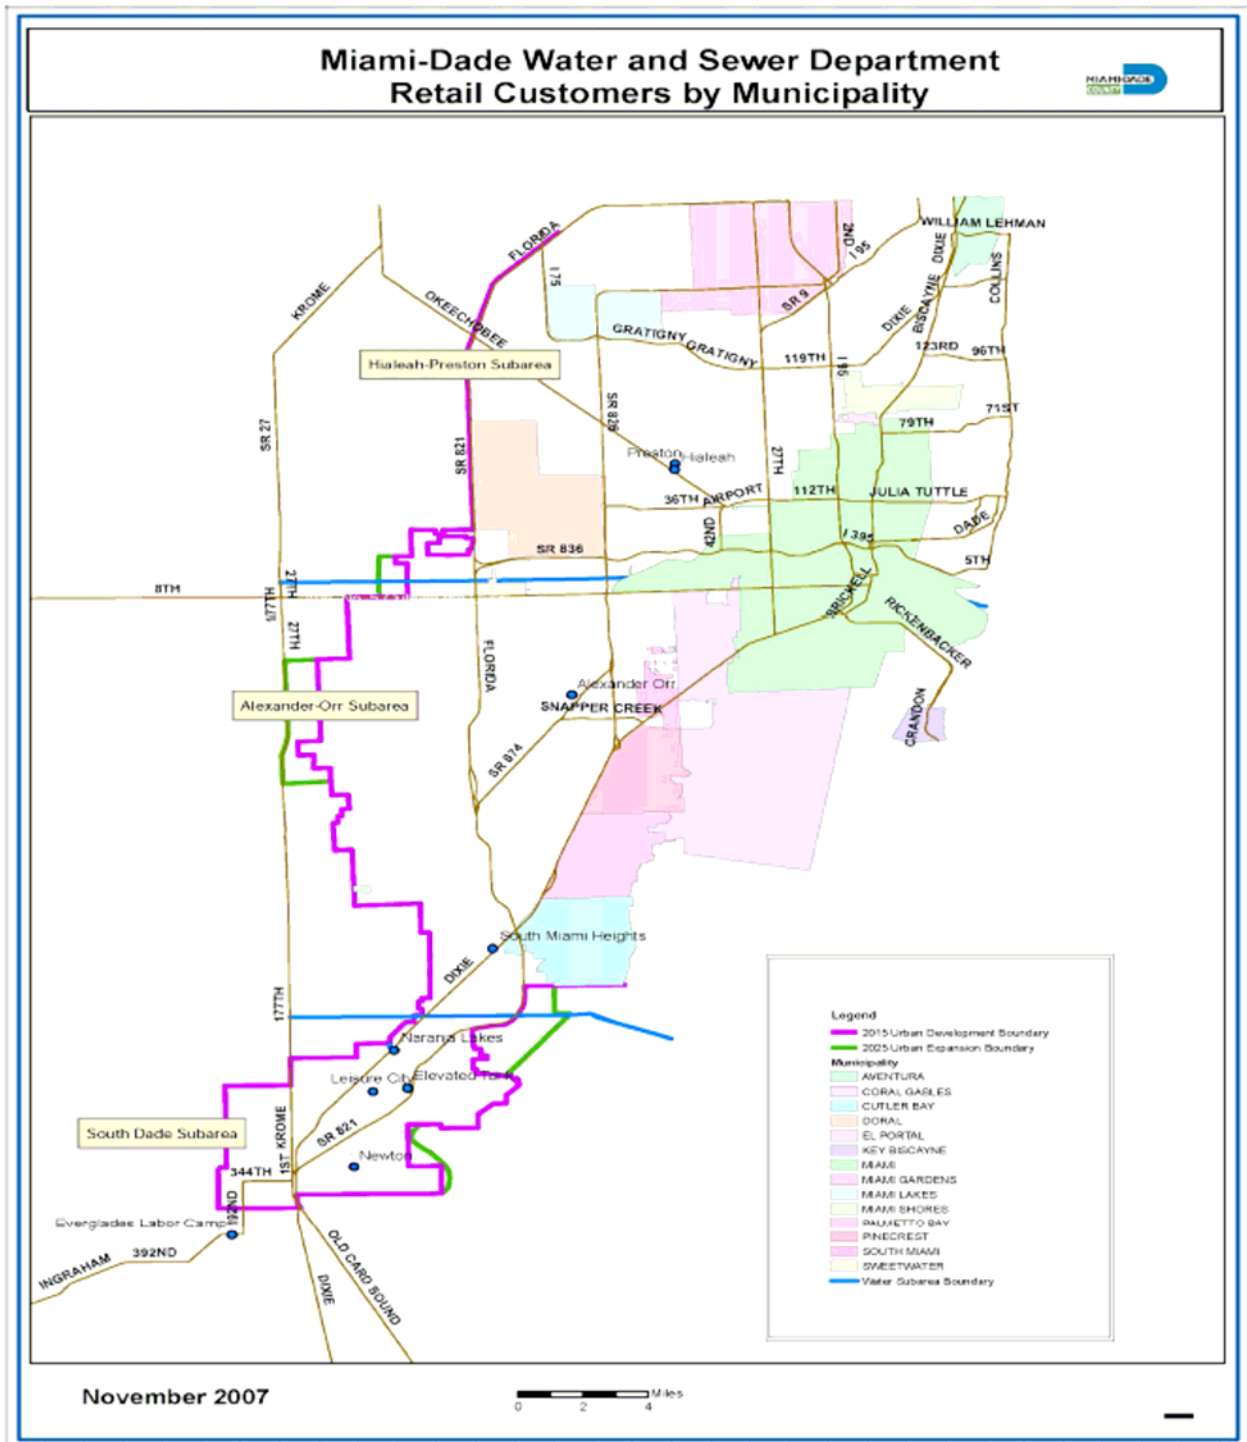 Miami-Dade Water and Sewer Department
Retail Customers by Municipality
MIAMI-DADE
COUNTY
WILLIAM LEHMAN
FLORIDA
2ND
I 95
DIXIE
I 75
COLLINS
KROME
OKEECHOBEE
SR 9
BISCAYNE
DIXIE
GRATIGNY
GRATIGNY
123RD
96TH
119TH
I 95
Hialeah-Preston Subarea
SR 826
71ST
79TH
SR 27
SR 821
Preston
Hialeah
27TH
36TH
AIRPORT
112TH
JULIA TUTTLE
42ND
DADE
I 395
SR 836
5TH
8TH
27TH
177TH
BRICKELL
RICKENBACKER
27TH
FLORIDA
Alexander Orr
SNAPPER CREEK
Alexander-Orr Subarea
CRANDON
SR 874
South Miami Heights
DIXIE
177TH
Naranja Lakes
Leisure City
Elevated Tank
South Dade Subarea
KROME
1ST
SR 821
Newton
344TH
192ND
Everglades Labor Camp
392ND
INGRAHAM
OLD CARD SOUND
DIXIE
Legend
2015 Urban Development Boundary
2025 Urban Expansion Boundary
Municipality
AVENTURA
CORAL GABLES
CUTLER BAY
DORAL
EL PORTAL
KEY BISCAYNE
MIAMI
MIAMI GARDENS
MIAMI LAKES
MIAMI SHORES
PALMETTO BAY
PINECREST
SOUTH MIAMI
SWEETWATER
Water Subarea Boundary
November 2007
Miles
0 2 4